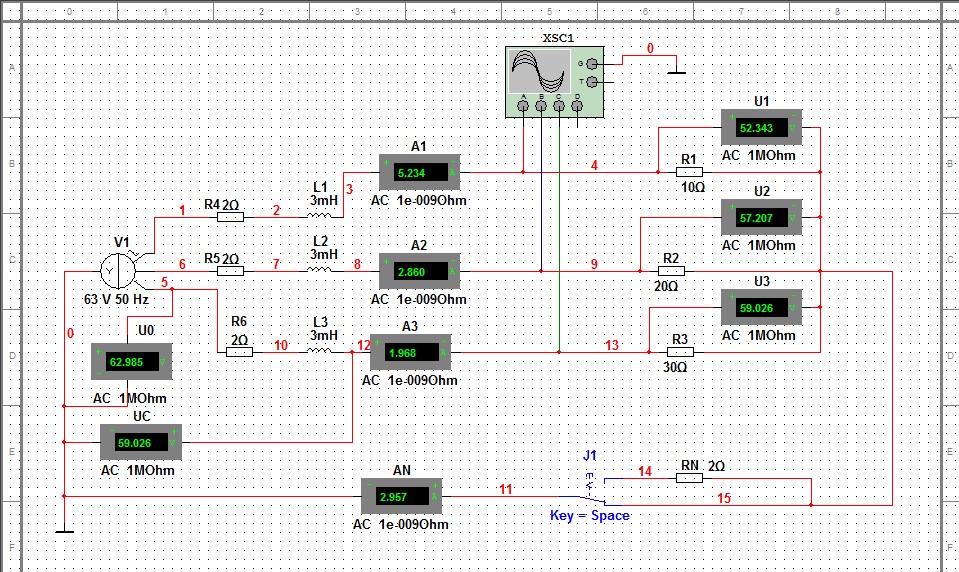 0 1 2 3 4 5 6 7 8
XSC1
G
T
A B C D
0
A
A
U1
52.343 V
AC 1MOhm
A1
5.234 A
AC 1e-009Ohm
B
B
4
R1
10Ω
L1
3mH
3
U2
57.207 V
AC 1MOhm
1
R4 2Ω
2
V1
Y
63 V 50 Hz
6
R5 2Ω
7
L2
3mH
8
A2
2.860 A
AC 1e-009Ohm
9
R2
20Ω
C
C
5
U3
59.026 V
AC 1MOhm
0
U0
62.985 V
AC 1MOhm
R6
2Ω
10
L3
3mH
12
A3
1.968 A
AC 1e-009Ohm
13
R3
30Ω
D
D
UC
59.026 V
AC 1MOhm
E
E
AN
2.957 A
AC 1e-009Ohm
11
J1
Key = Space
14
RN 2Ω
15
F
F